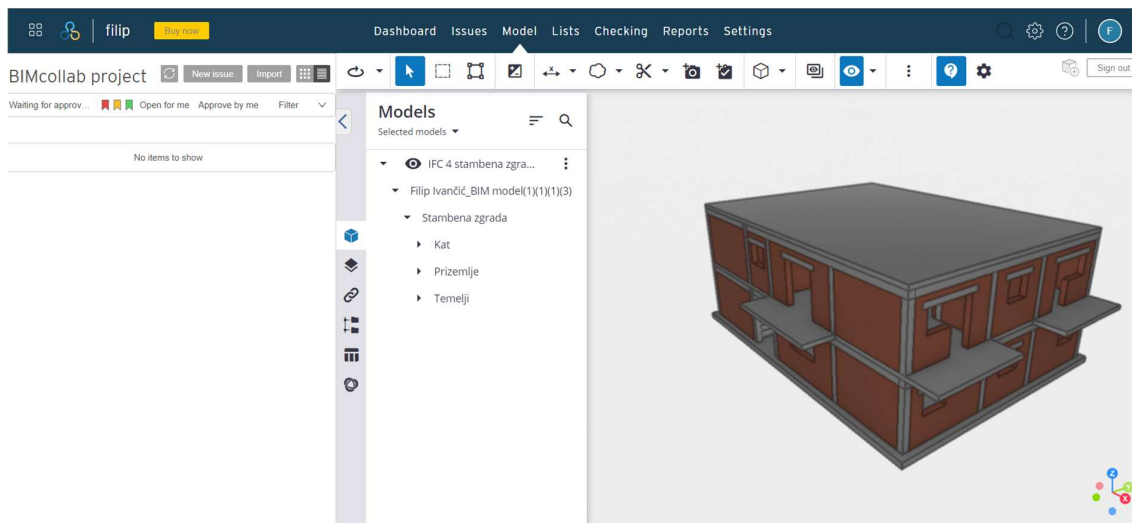 filip Buy now Dashboard Issues Model Lists Checking Reports Settings F
BIMcollab project New issue Import Sign out
Waiting for approv... Open for me Approve by me Filter
No items to show
Models
Selected models
IFC 4 stambena zgra...
Filip Ivančić_BIM model(1)(1)(1)(3)
Stambena zgrada
Kat
Prizemlje
Temelji
Z
Y
X